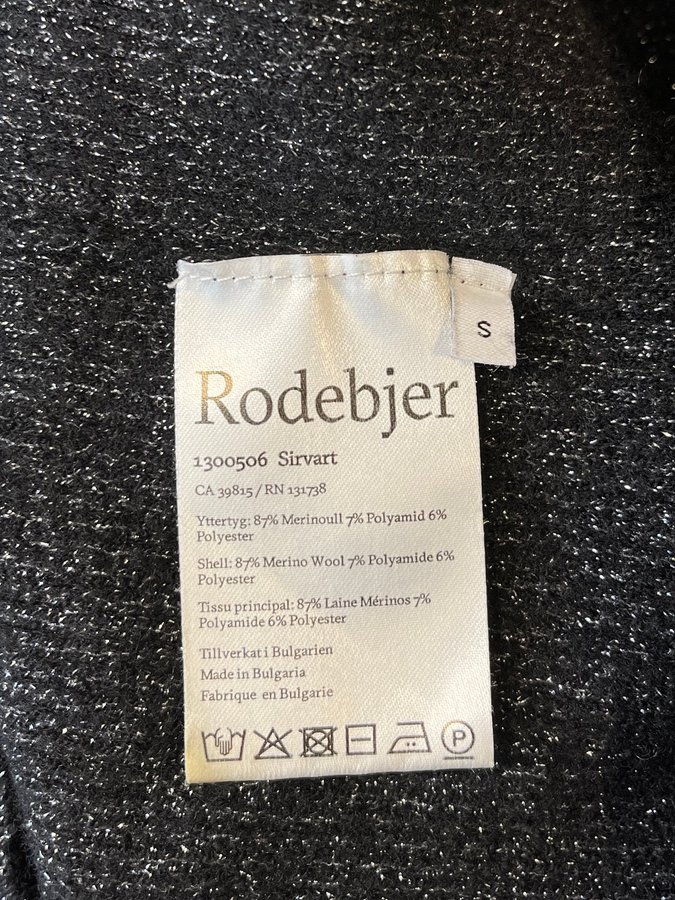 S
Rodebjer
1300506 Sirvart
CA 39815 / RN 131738
Yttertyg: 87% Merinoull 7% Polyamid 6%
Polyester
Shell: 87% Merino Wool 7% Polyamide 6%
Polyester
Tissu principal: 87% Laine Mérinos 7%
Polyamide 6% Polyester
Tillverkat i Bulgarien
Made in Bulgaria
Fabrique en Bulgarie
P